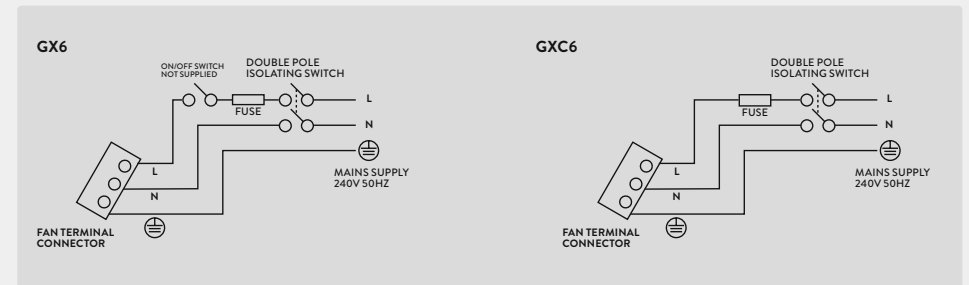 GX6
ON/OFF SWITCH
NOT SUPPLIED
DOUBLE POLE
ISOLATING SWITCH
FUSE
L
N
L
N
MAINS SUPPLY
240V 50HZ
FAN TERMINAL
CONNECTOR
GXC6
DOUBLE POLE
ISOLATING SWITCH
FUSE
L
N
L
N
MAINS SUPPLY
240V 50HZ
FAN TERMINAL
CONNECTOR